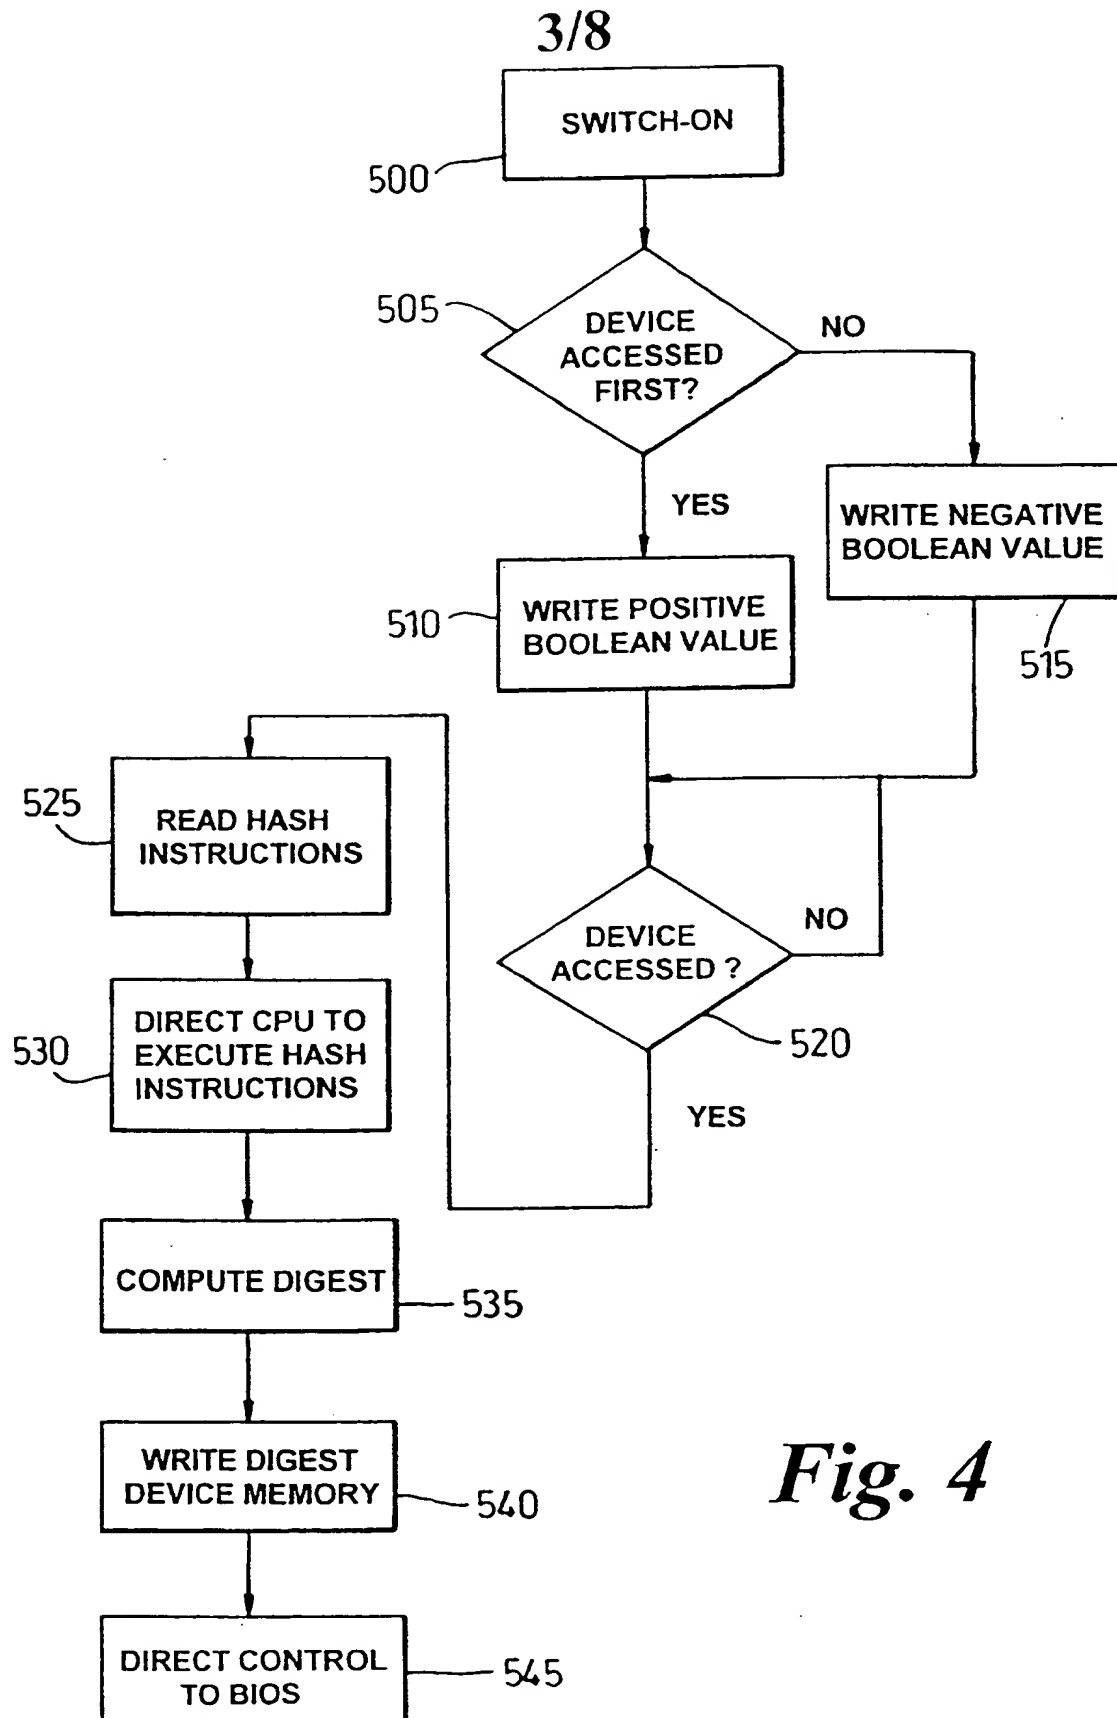 3/8
SWITCH-ON
500
505
DEVICE
ACCESSED
FIRST?
NO
YES
WRITE NEGATIVE
BOOLEAN VALUE
515
510
WRITE POSITIVE
BOOLEAN VALUE
525
READ HASH
INSTRUCTIONS
DEVICE
ACCESSED ?
NO
520
YES
530
DIRECT CPU TO
EXECUTE HASH
INSTRUCTIONS
COMPUTE DIGEST
535
WRITE DIGEST
DEVICE MEMORY
540
Fig. 4
DIRECT CONTROL
TO BIOS
545